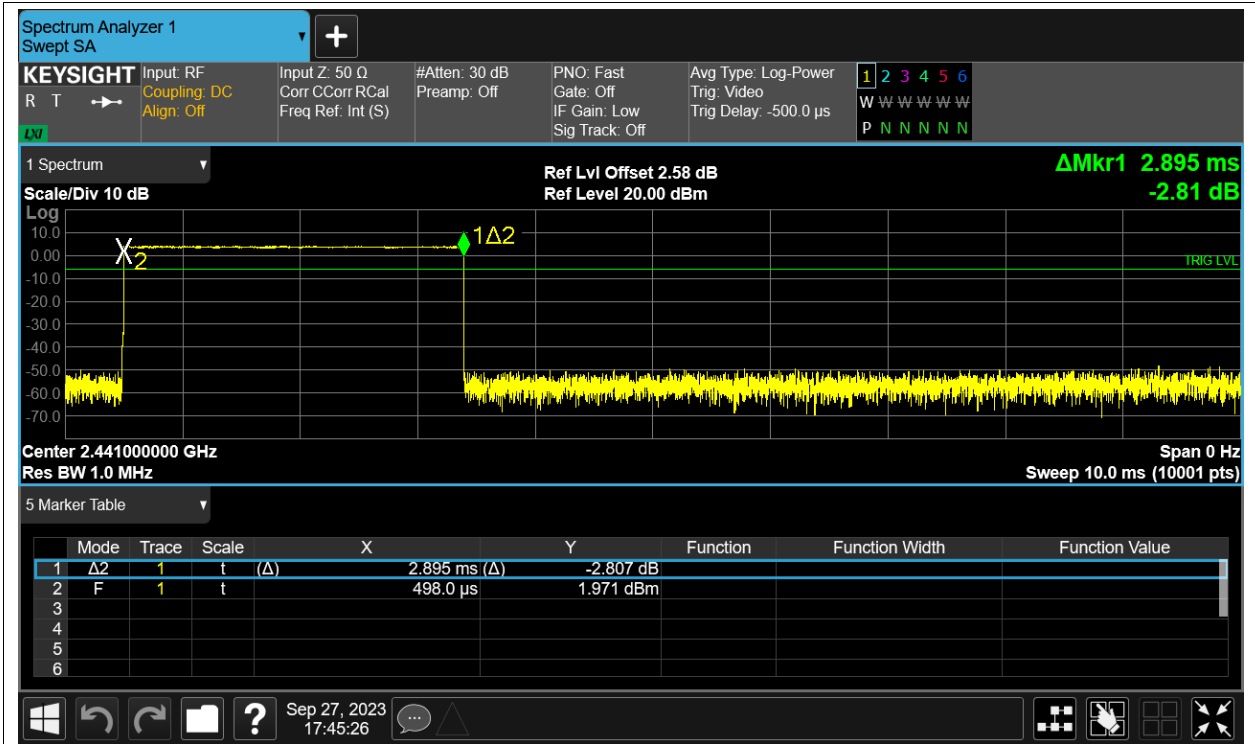 Spectrum Analyzer 1
Swept SA
+
KEYSIGHT Input: RF Input Z: 50 Ω #Atten: 30 dB PNO: Fast Avg Type: Log-Power 1 2 3 4 5 6
R T Coupling: DC Corr CCorr RCal Preamp: Off Gate: Off Trig: Video W W W W W W
Align: Off Freq Ref: Int (S) IF Gain: Low Trig Delay: -500.0 µs
LXI Sig Track: Off P N N N N N
1 Spectrum Ref Lvl Offset 2.58 dB ΔMkr1 2.895 ms
Scale/Div 10 dB Ref Level 20.00 dBm -2.81 dB
Log
10.0 1Δ2
0.00 2 TRIG LVL
-10.0
-20.0
-30.0
-40.0
-50.0
-60.0
-70.0
Center 2.441000000 GHz Span 0 Hz
Res BW 1.0 MHz Sweep 10.0 ms (10001 pts)
5 Marker Table
Mode Trace Scale X Y Function Function Width Function Value
1 Δ2 1 t (Δ) 2.895 ms (Δ) -2.807 dB
2 F 1 t 498.0 µs 1.971 dBm
3
4
5
6
? Sep 27, 2023
17:45:26